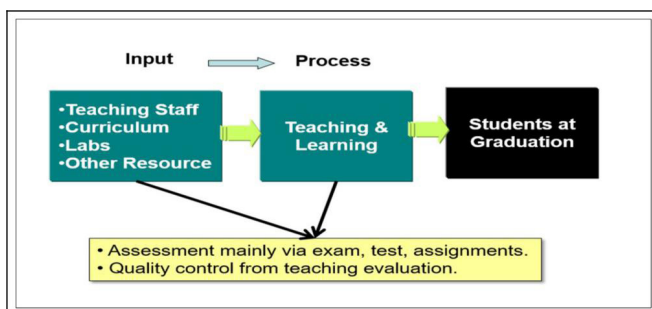 Input
Process
•Teaching Staff
•Curriculum
•Labs
•Other Resource
Teaching &
Learning
Students at
Graduation
• Assessment mainly via exam, test, assignments.
• Quality control from teaching evaluation.